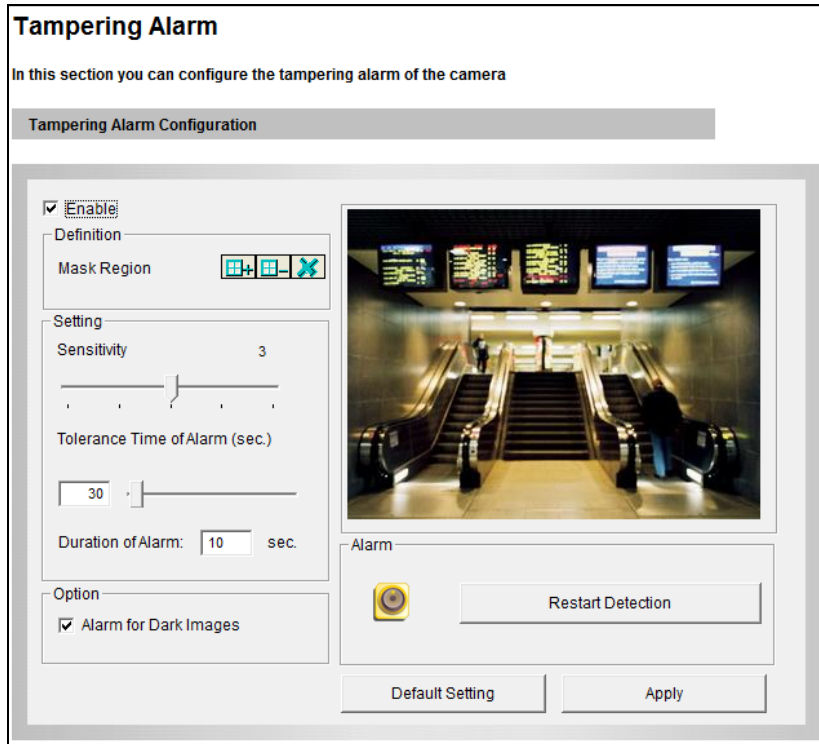 Tampering Alarm
In this section you can configure the tampering alarm of the camera
Tampering Alarm Configuration
Enable
Definition
Mask Region
Setting
Sensitivity 3
Tolerance Time of Alarm (sec.)
30
Duration of Alarm: 10 sec.
Option
Alarm for Dark Images
Alarm
Restart Detection
Default Setting
Apply